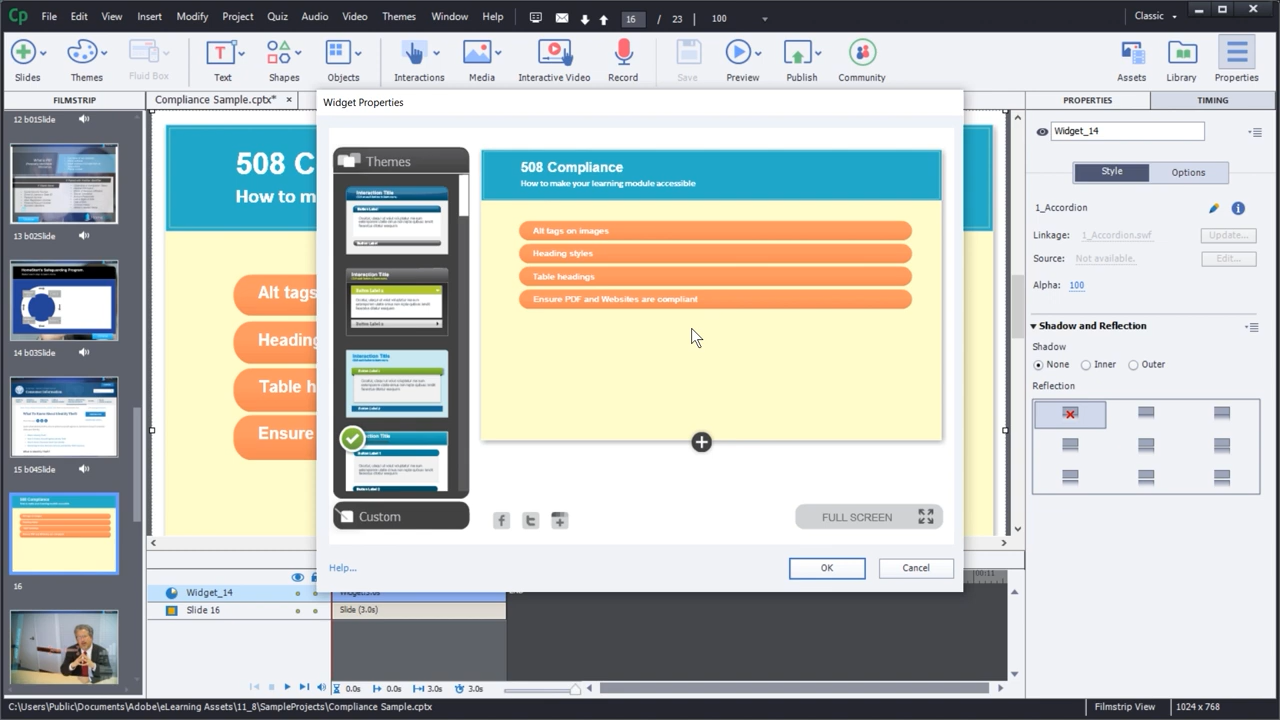 Cp File Edit View Insert Modify Project Quiz Audio Video Themes Window Help 16 / 23 100 Classic
Slides Themes Fluid Box Text Shapes Objects Interactions Media Interactive Video Record Save Preview Publish Community Assets Library Properties
FILMSTRIP Compliance Sample.cptx* × PROPERTIES TIMING
12 b01Slide
13 b02Slide
14 b03Slide
15 b04Slide
16
508 C
How to m
Alt tags
Heading
Table h
Ensure
Widget Properties
Themes
Interaction Title
Interaction Title
Interaction Title
Custom
508 Compliance
How to make your learning module accessible
Alt tags on images
Heading styles
Table headings
Ensure PDF and Websites are compliant
FULL SCREEN
Help...
OK
Cancel
Widget_14
Style Options
1_Accordion
Linkage: 1_Accordion.swf Update...
Source: Not available. Edit...
Alpha: 100
Shadow and Reflection
Shadow
None Inner Outer
Reflection
Widget_14
Slide 16 Slide (3.0s)
0.0s 0.0s 3.0s 3.0s
C:\Users\Public\Documents\Adobe\eLearning Assets\11_8\SampleProjects\Compliance Sample.cptx Filmstrip View 1024 x 768